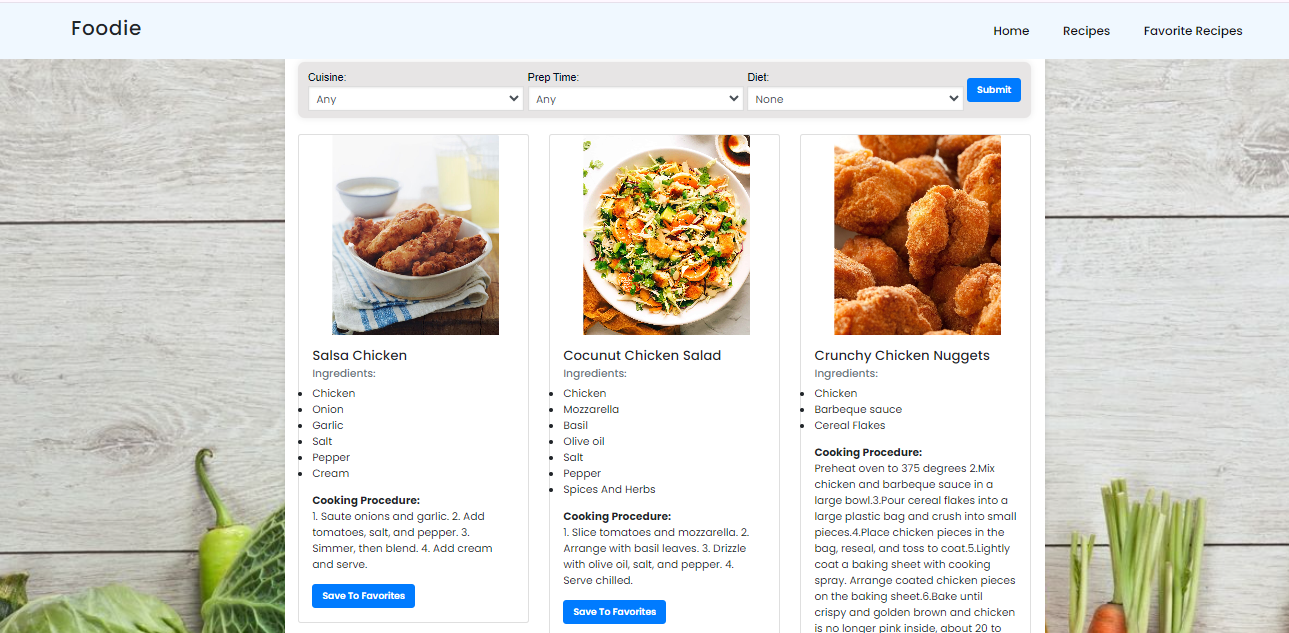 Foodie
Home Recipes Favorite Recipes
Cuisine: Prep Time: Diet:
Any Any None Submit
Salsa Chicken
Ingredients:
Chicken
Onion
Garlic
Salt
Pepper
Cream
Cooking Procedure:
1. Saute onions and garlic. 2. Add
tomatoes, salt, and pepper. 3.
Simmer, then blend. 4. Add cream
and serve.
Save To Favorites
Cocunut Chicken Salad
Ingredients:
Chicken
Mozzarella
Basil
Olive oil
Salt
Pepper
Spices And Herbs
Cooking Procedure:
1. Slice tomatoes and mozzarella. 2.
Arrange with basil leaves. 3. Drizzle
with olive oil, salt, and pepper. 4.
Serve chilled.
Save To Favorites
Crunchy Chicken Nuggets
Ingredients:
Chicken
Barbeque sauce
Cereal Flakes
Cooking Procedure:
Preheat oven to 375 degrees 2.Mix
chicken and barbeque sauce in a
large bowl.3.Pour cereal flakes into a
large plastic bag and crush into small
pieces.4.Place chicken pieces in the
bag, reseal, and toss to coat.5.Lightly
coat a baking sheet with cooking
spray. Arrange coated chicken pieces
on the baking sheet.6.Bake until
crispy and golden brown and chicken
is no longer pink inside, about 20 to